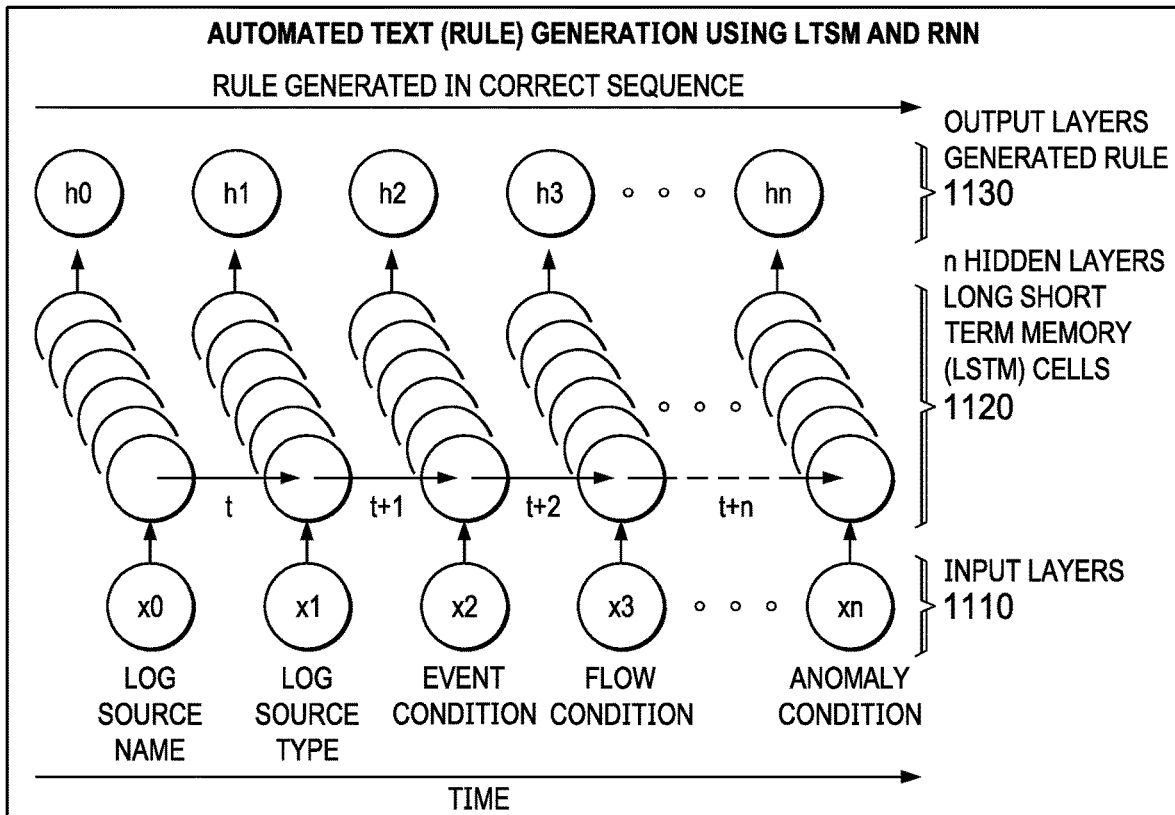 AUTOMATED TEXT (RULE) GENERATION USING LTSM AND RNN
RULE GENERATED IN CORRECT SEQUENCE
OUTPUT LAYERS
GENERATED RULE
1130
h0 h1 h2 h3 hn
n HIDDEN LAYERS
LONG SHORT
TERM MEMORY
(LSTM) CELLS
1120
t t+1 t+2 t+n
INPUT LAYERS
1110
x0 x1 x2 x3 xn
LOG
SOURCE
NAME
LOG
SOURCE
TYPE
EVENT
CONDITION
FLOW
CONDITION
ANOMALY
CONDITION
TIME